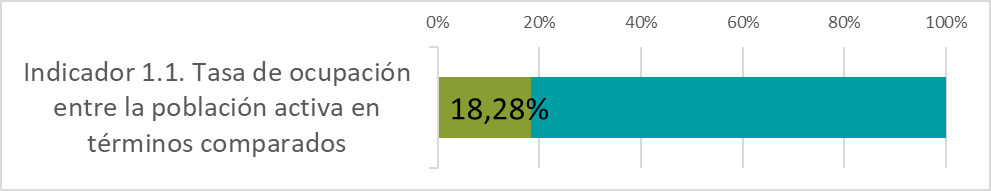 0% 20% 40% 60% 80% 100%
Indicador 1.1. Tasa de ocupación
entre la población activa en
términos comparados
18,28%